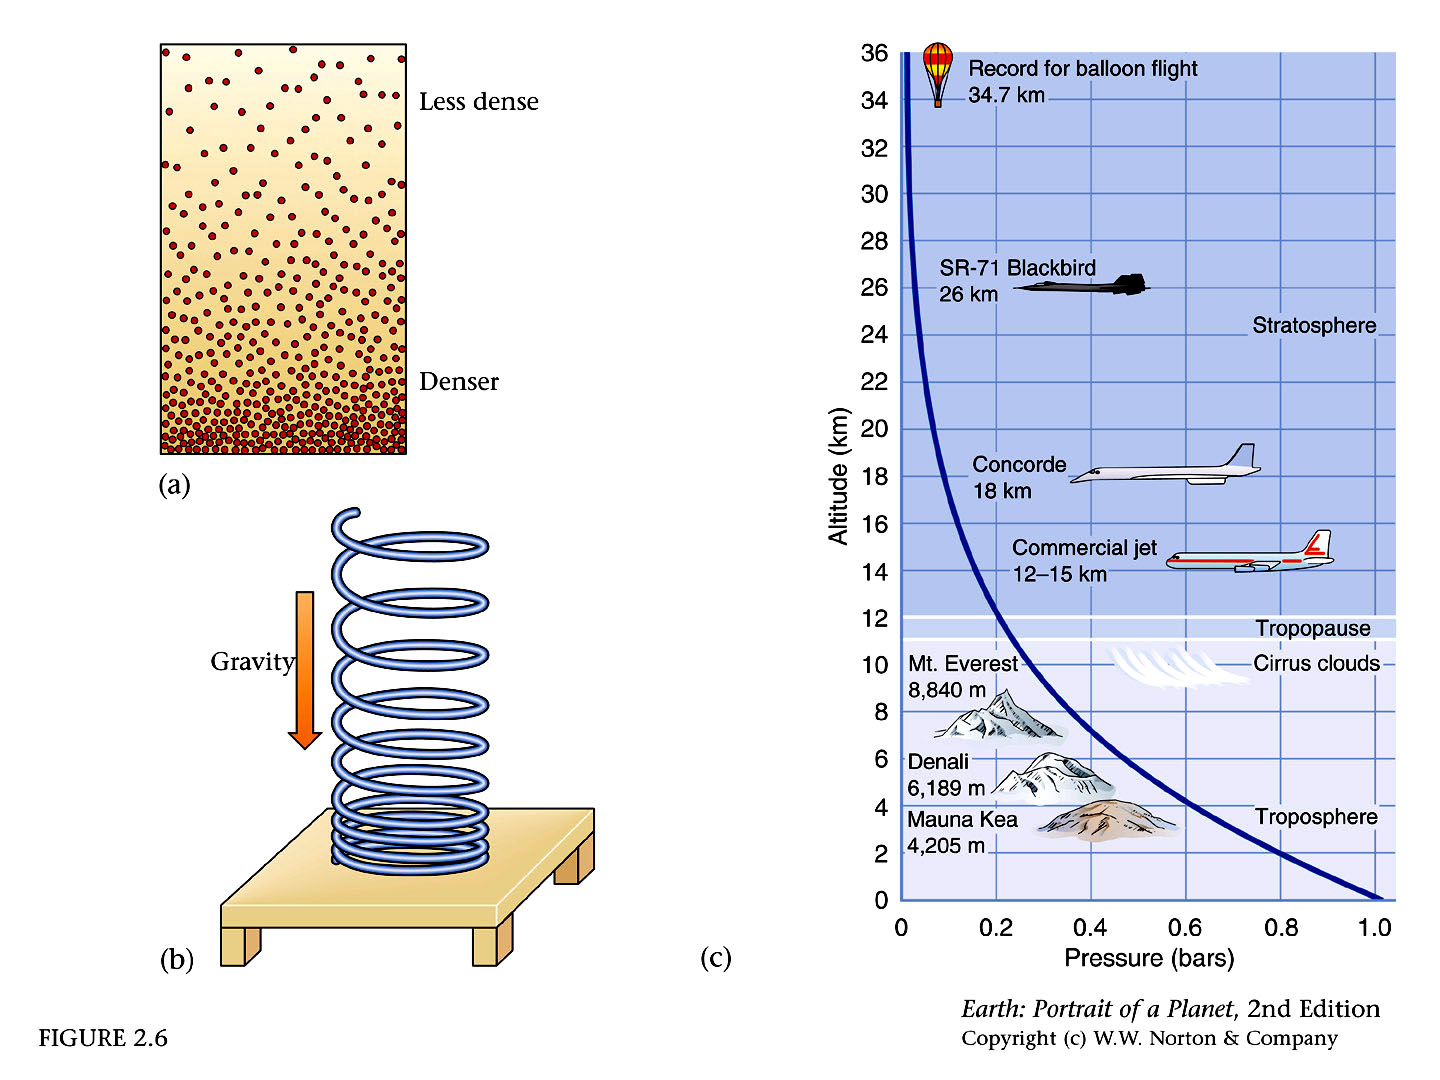 Less dense
Denser
(a)
Gravity
(b)
(c)
Altitude (km)
36
34
32
30
28
26
24
22
20
18
16
14
12
10
8
6
4
2
0
Record for balloon flight
34.7 km
SR-71 Blackbird
26 km
Stratosphere
Concorde
18 km
Commercial jet
12–15 km
Tropopause
Mt. Everest
8,840 m
Cirrus clouds
Denali
6,189 m
Mauna Kea
4,205 m
Troposphere
0 0.2 0.4 0.6 0.8 1.0
Pressure (bars)
Earth: Portrait of a Planet, 2nd Edition
Copyright (c) W.W. Norton & Company
FIGURE 2.6